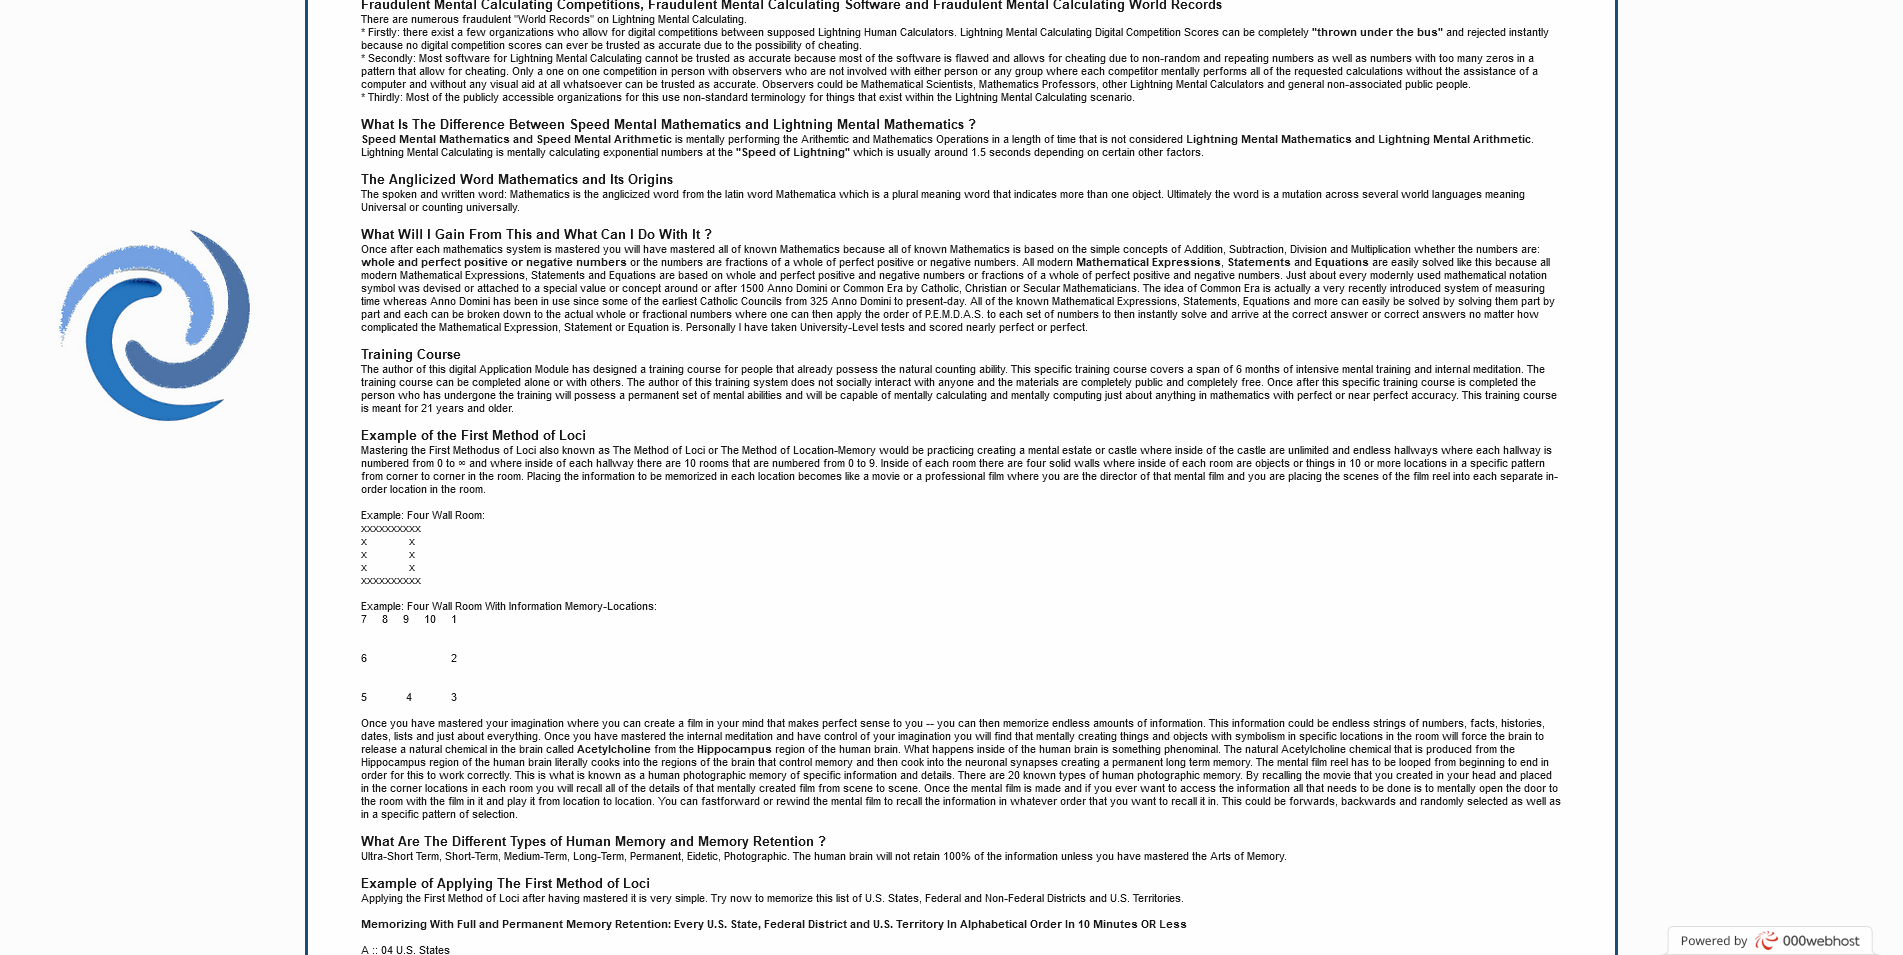 Fraudulent Mental Calculating Competitions, Fraudulent Mental Calculating Software and Fraudulent Mental Calculating World Records
There are numerous fraudulent "World Records" on Lightning Mental Calculating.
* Firstly: there exist a few organizations who allow for digital competitions between supposed Lightning Human Calculators. Lightning Mental Calculating Digital Competition Scores can be completely "thrown under the bus" and rejected instantly
because no digital competition scores can ever be trusted as accurate due to the possibility of cheating.
* Secondly: Most software for Lightning Mental Calculating cannot be trusted as accurate because most of the software is flawed and allows for cheating due to non-random and repeating numbers as well as numbers with too many zeros in a
pattern that allow for cheating. Only a one on one competition in person with observers who are not involved with either person or any group where each competitor mentally performs all of the requested calculations without the assistance of a
computer and without any visual aid at all whatsoever can be trusted as accurate. Observers could be Mathematical Scientists, Mathematics Professors, other Lightning Mental Calculators and general non-associated public people.
* Thirdly: Most of the publicly accessible organizations for this use non-standard terminology for things that exist within the Lightning Mental Calculating scenario.
What Is The Difference Between Speed Mental Mathematics and Lightning Mental Mathematics ?
Speed Mental Mathematics and Speed Mental Arithmetic is mentally performing the Arithemtic and Mathematics Operations in a length of time that is not considered Lightning Mental Mathematics and Lightning Mental Arithmetic.
Lightning Mental Calculating is mentally calculating exponential numbers at the "Speed of Lightning" which is usually around 1.5 seconds depending on certain other factors.
The Anglicized Word Mathematics and Its Origins
The spoken and written word: Mathematics is the anglicized word from the latin word Mathematica which is a plural meaning word that indicates more than one object. Ultimately the word is a mutation across several world languages meaning
Universal or counting universally.
What Will I Gain From This and What Can I Do With It ?
Once after each mathematics system is mastered you will have mastered all of known Mathematics because all of known Mathematics is based on the simple concepts of Addition, Subtraction, Division and Multiplication whether the numbers are:
whole and perfect positive or negative numbers or the numbers are fractions of a whole of perfect positive or negative numbers. All modern Mathematical Expressions, Statements and Equations are easily solved like this because all
modern Mathematical Expressions, Statements and Equations are based on whole and perfect positive and negative numbers or fractions of a whole of perfect positive and negative numbers. Just about every modernly used mathematical notation
symbol was devised or attached to a special value or concept around or after 1500 Anno Domini or Common Era by Catholic, Christian or Secular Mathematicians. The idea of Common Era is actually a very recently introduced system of measuring
time whereas Anno Domini has been in use since some of the earliest Catholic Councils from 325 Anno Domini to present-day. All of the known Mathematical Expressions, Statements, Equations and more can easily be solved by solving them part by
part and each can be broken down to the actual whole or fractional numbers where one can then apply the order of P.E.M.D.A.S. to each set of numbers to then instantly solve and arrive at the correct answer or correct answers no matter how
complicated the Mathematical Expression, Statement or Equation is. Personally I have taken University-Level tests and scored nearly perfect or perfect.
Training Course
The author of this digital Application Module has designed a training course for people that already possess the natural counting ability. This specific training course covers a span of 6 months of intensive mental training and internal meditation. The
training course can be completed alone or with others. The author of this training system does not socially interact with anyone and the materials are completely public and completely free. Once after this specific training course is completed the
person who has undergone the training will possess a permanent set of mental abilities and will be capable of mentally calculating and mentally computing just about anything in mathematics with perfect or near perfect accuracy. This training course
is meant for 21 years and older.
Example of the First Method of Loci
Mastering the First Methodus of Loci also known as The Method of Loci or The Method of Location-Memory would be practicing creating a mental estate or castle where inside of the castle are unlimited and endless hallways where each hallway is
numbered from 0 to ∞ and where inside of each hallway there are 10 rooms that are numbered from 0 to 9. Inside of each room there are four solid walls where inside of each room are objects or things in 10 or more locations in a specific pattern
from corner to corner in the room. Placing the information to be memorized in each location becomes like a movie or a professional film where you are the director of that mental film and you are placing the scenes of the film reel into each separate in-
order location in the room.
Example: Four Wall Room:
xxxxxxxxxx
x x
x x
x x
xxxxxxxxxx
Example: Four Wall Room With Information Memory-Locations:
7 8 9 10 1
6 2
5 4 3
Once you have mastered your imagination where you can create a film in your mind that makes perfect sense to you -- you can then memorize endless amounts of information. This information could be endless strings of numbers, facts, histories,
dates, lists and just about everything. Once you have mastered the internal meditation and have control of your imagination you will find that mentally creating things and objects with symbolism in specific locations in the room will force the brain to
release a natural chemical in the brain called Acetylcholine from the Hippocampus region of the human brain. What happens inside of the human brain is something phenominal. The natural Acetylcholine chemical that is produced from the
Hippocampus region of the human brain literally cooks into the regions of the brain that control memory and then cook into the neuronal synapses creating a permanent long term memory. The mental film reel has to be looped from beginning to end in
order for this to work correctly. This is what is known as a human photographic memory of specific information and details. There are 20 known types of human photographic memory. By recalling the movie that you created in your head and placed
in the corner locations in each room you will recall all of the details of that mentally created film from scene to scene. Once the mental film is made and if you ever want to access the information all that needs to be done is to mentally open the door to
the room with the film in it and play it from location to location. You can fastforward or rewind the mental film to recall the information in whatever order that you want to recall it in. This could be forwards, backwards and randomly selected as well as
in a specific pattern of selection.
What Are The Different Types of Human Memory and Memory Retention ?
Ultra-Short Term, Short-Term, Medium-Term, Long-Term, Permanent, Eidetic, Photographic. The human brain will not retain 100% of the information unless you have mastered the Arts of Memory.
Example of Applying The First Method of Loci
Applying the First Method of Loci after having mastered it is very simple. Try now to memorize this list of U.S. States, Federal and Non-Federal Districts and U.S. Territories.
Memorizing With Full and Permanent Memory Retention: Every U.S. State, Federal District and U.S. Territory In Alphabetical Order In 10 Minutes OR Less
A :: 04 U.S. States
Powered by 000webhost